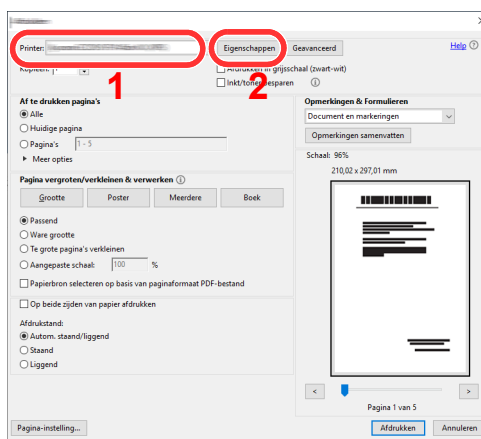 Printer:
Eigenschappen
Geavanceerd
Help
1
2
Kopieën: 1
Afdrukken in grijsschaal (zwart-wit)
Inkt/toner besparen
Af te drukken pagina's
Alle
Huidige pagina
Pagina's 1 - 5
Meer opties
Pagina vergroten/verkleinen & verwerken
Grootte
Poster
Meerdere
Boek
Passend
Ware grootte
Te grote pagina's verkleinen
Aangepaste schaal: 100 %
Papierbron selecteren op basis van paginaformaat PDF-bestand
Op beide zijden van papier afdrukken
Afdrukstand:
Autom. staand/liggend
Staand
Liggend
Opmerkingen & Formulieren
Document en markeringen
Opmerkingen samenvatten
Schaal: 96%
210,02 x 297,01 mm
<
>
Pagina 1 van 5
Pagina-instelling...
Afdrukken
Annuleren